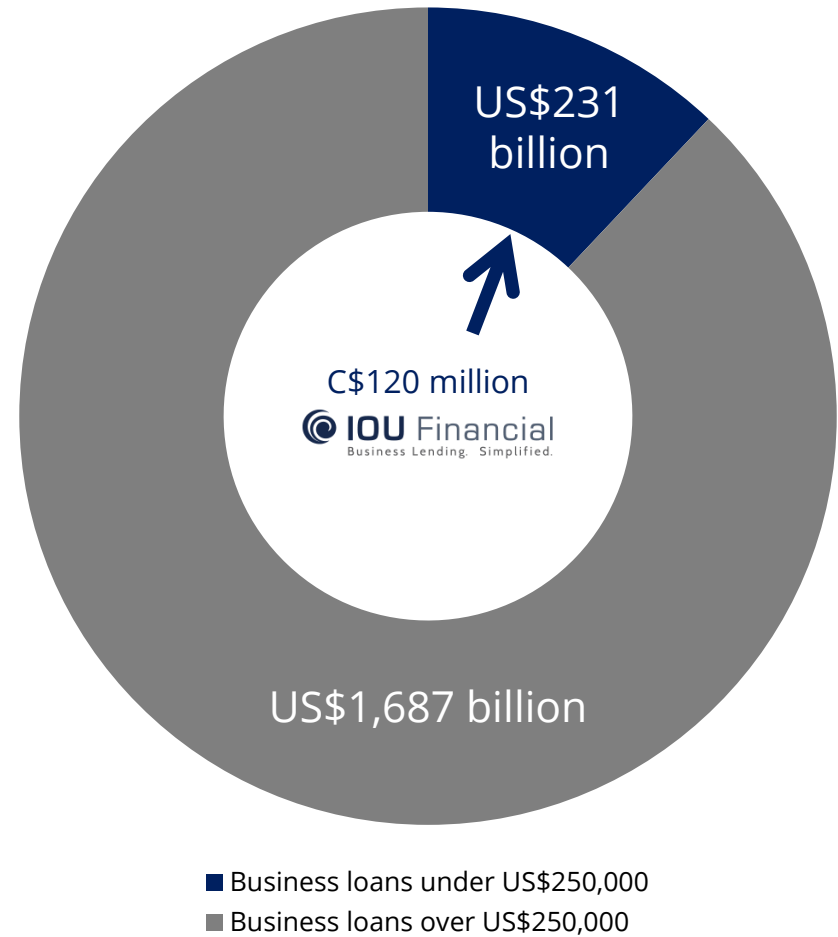 US$231
billion
C$120 million
IOU Financial
Business Lending. Simplified.
US$1,687 billion
Business loans under US$250,000
Business loans over US$250,000